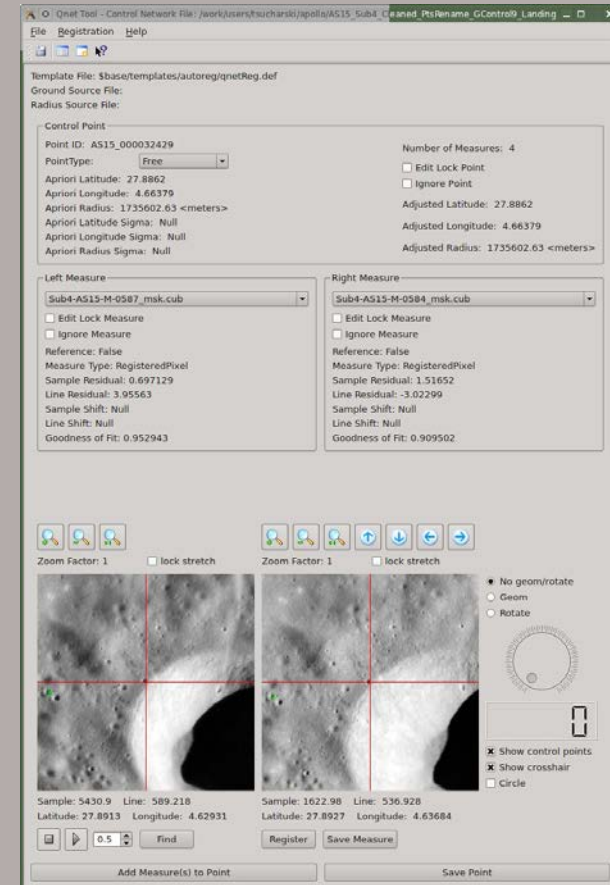 Qnet Tool - Control Network File: /work/users/tsucharski/apollo/AS15_Sub4_Cleaned_PtsRename_GControl9_Landing
File Registration Help
Template File: $base/templates/autoreg/qnetReg.def
Ground Source File:
Radius Source File:
Control Point
Point ID: AS15_000032429
PointType: Free
Apriori Latitude: 27.8862
Apriori Longitude: 4.66379
Apriori Radius: 1735602.63 <meters>
Apriori Latitude Sigma: Null
Apriori Longitude Sigma: Null
Apriori Radius Sigma: Null
Number of Measures: 4
Edit Lock Point
Ignore Point
Adjusted Latitude: 27.8862
Adjusted Longitude: 4.66379
Adjusted Radius: 1735602.63 <meters>
Left Measure
Sub4-AS15-M-0587_msk.cub
Edit Lock Measure
Ignore Measure
Reference: False
Measure Type: RegisteredPixel
Sample Residual: 0.697129
Line Residual: 3.95563
Sample Shift: Null
Line Shift: Null
Goodness of Fit: 0.952943
Right Measure
Sub4-AS15-M-0584_msk.cub
Edit Lock Measure
Ignore Measure
Reference: False
Measure Type: RegisteredPixel
Sample Residual: 1.51652
Line Residual: -3.02299
Sample Shift: Null
Line Shift: Null
Goodness of Fit: 0.909502
Zoom Factor: 1 lock stretch
Zoom Factor: 1 lock stretch
No geom/rotate
Geom
Rotate
0
Show control points
Show crosshair
Circle
Sample: 5430.9 Line: 589.218
Latitude: 27.8913 Longitude: 4.62931
Sample: 1622.98 Line: 536.928
Latitude: 27.8927 Longitude: 4.63684
0.5 Find
Register Save Measure
Add Measure(s) to Point
Save Point